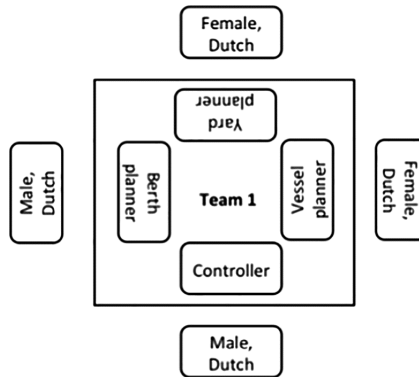 Female,
Dutch
Yard
planner
Male,
Dutch
Berth
planner
Team 1
Vessel
planner
Female,
Dutch
Controller
Male,
Dutch